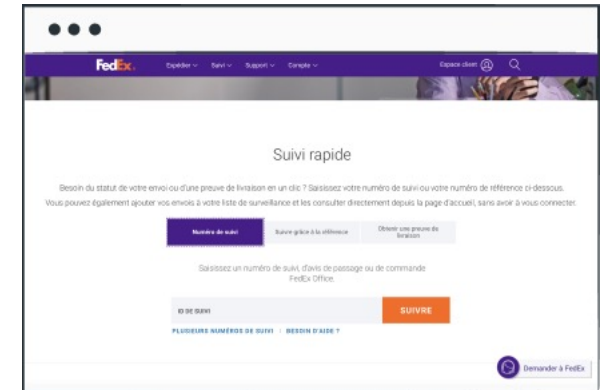 FedEx.
Expédier Suivi Support Compte Espace client
Suivi rapide
Besoin du statut de votre envoi ou d'une preuve de livraison en un clic ? Saisissez votre numéro de suivi ou votre numéro de référence ci-dessous.
Vous pouvez également ajouter vos envois à votre liste de surveillance et les consulter directement depuis la page d'accueil, sans avoir à vous connecter.
Numéro de suivi
Suivre grâce à la référence
Obtenir une preuve de
livraison
Saisissez un numéro de suivi, d'avis de passage ou de commande
FedEx Office.
ID DE SUIVI
SUIVRE
PLUSIEURS NUMÉROS DE SUIVI | BESOIN D'AIDE ?
Demander à FedEx